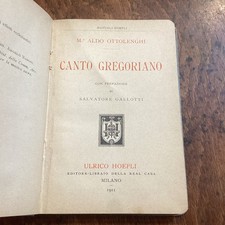 MANUALI HOEPLI
Mº ALDO OTTOLENGHI
CANTO GREGORIANO
CON PREFAZIONE
DI
SALVATORE GALLOTTI
ULRICO HOEPLI
EDITORE-LIBRAIO DELLA REAL CASA
MILANO